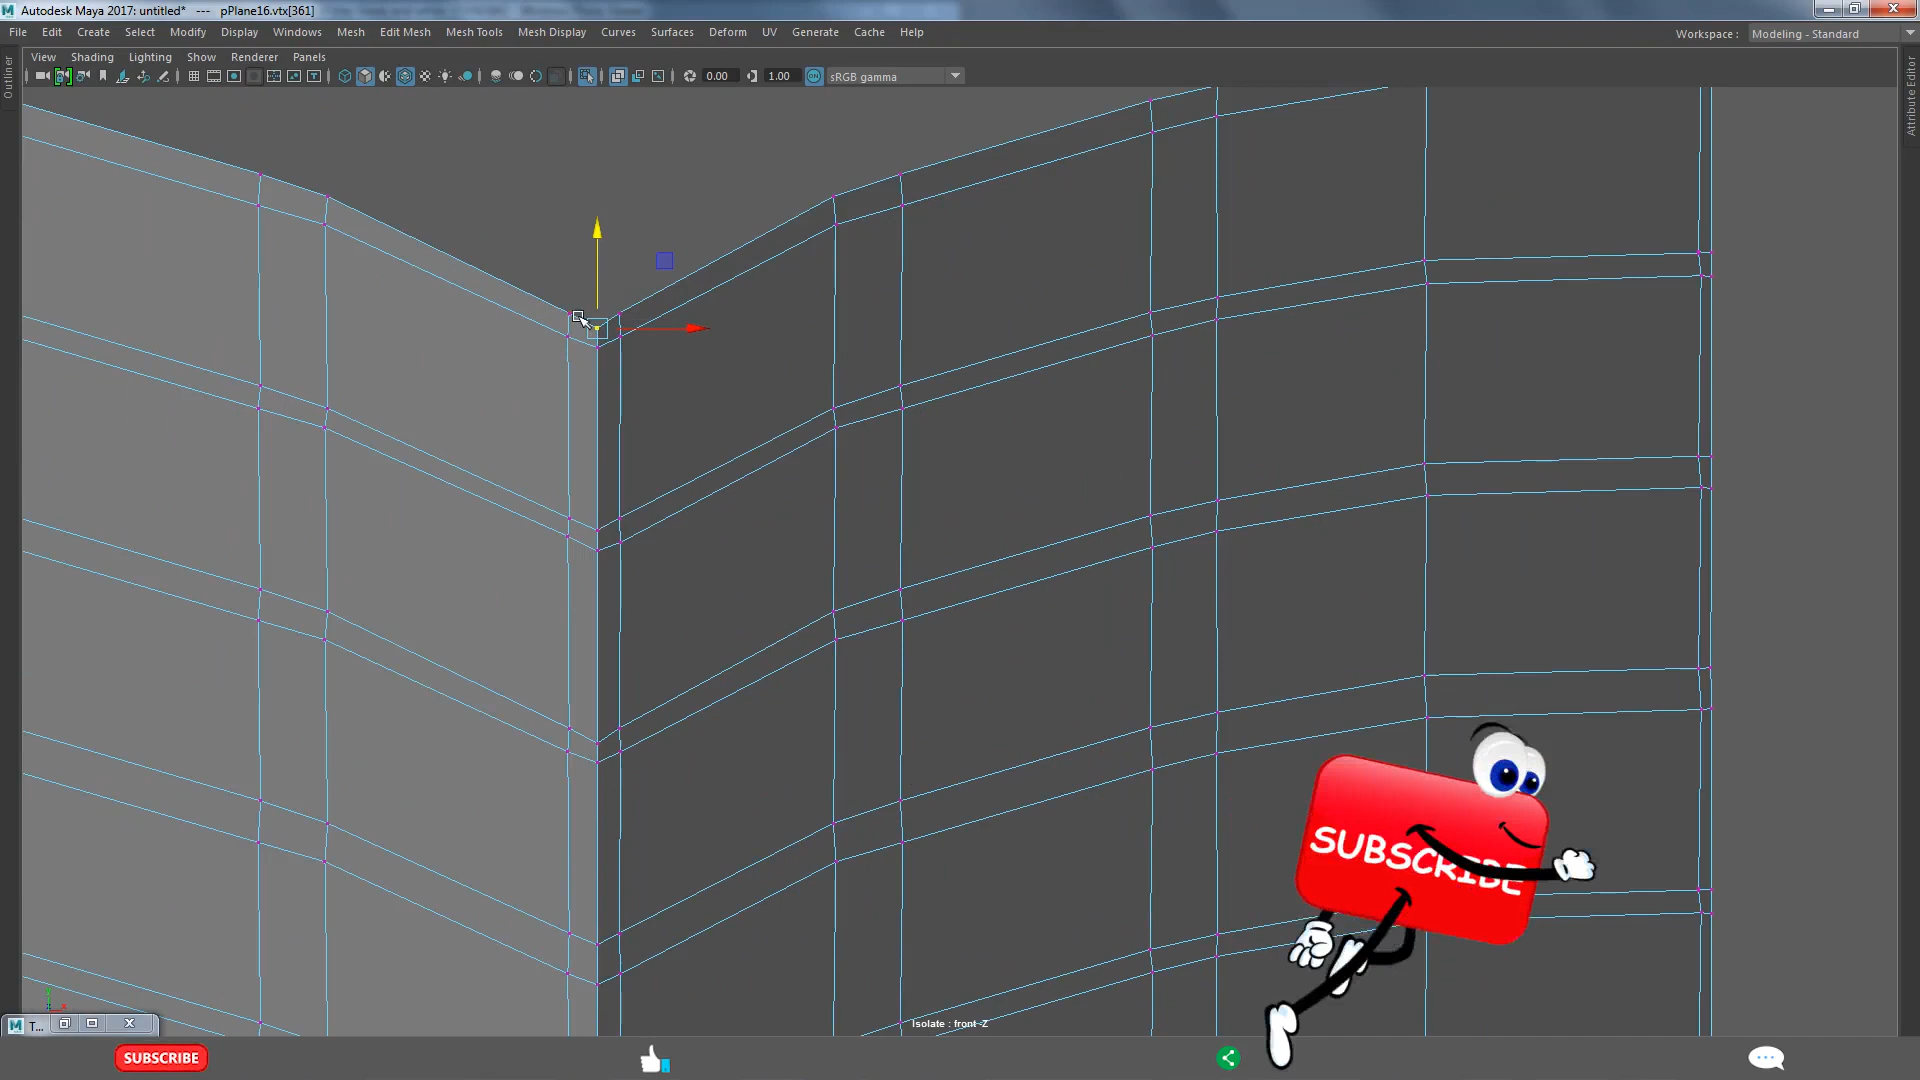 Autodesk Maya 2017: untitled* --- pPlane16.vtx[361]
File Edit Create Select Modify Display Windows Mesh Edit Mesh Mesh Tools Mesh Display Curves Surfaces Deform UV Generate Cache Help Workspace : Modeling - Standard
View Shading Lighting Show Renderer Panels
0.00 1.00 ON sRGB gamma
Outliner
Attribute Editor
SUBSCRIBE
Isolate : front -Z
T...
SUBSCRIBE